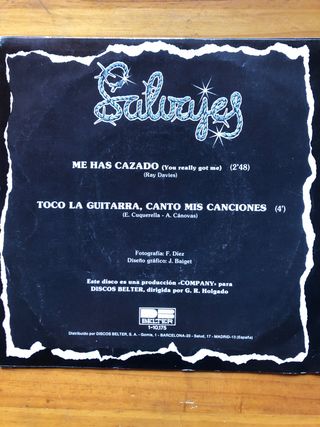 Salvajes
ME HAS CAZADO (You really got me) (2'48)
(Ray Davies)
TOCO LA GUITARRA, CANTO MIS CANCIONES (4')
(E. Cuquerella - A. Cánovas)
Fotografía: F. Díez
Diseño gráfico: J. Baiget
Este disco es una producción «COMPANY» para
DISCOS BELTER, dirigida por G. R. Holgado
BELTER
1-10.175
Distribuido por DISCOS BELTER, S. A. - Gomis, 1 - BARCELONA-23 - Salud, 17 - MADRID-13 (España)